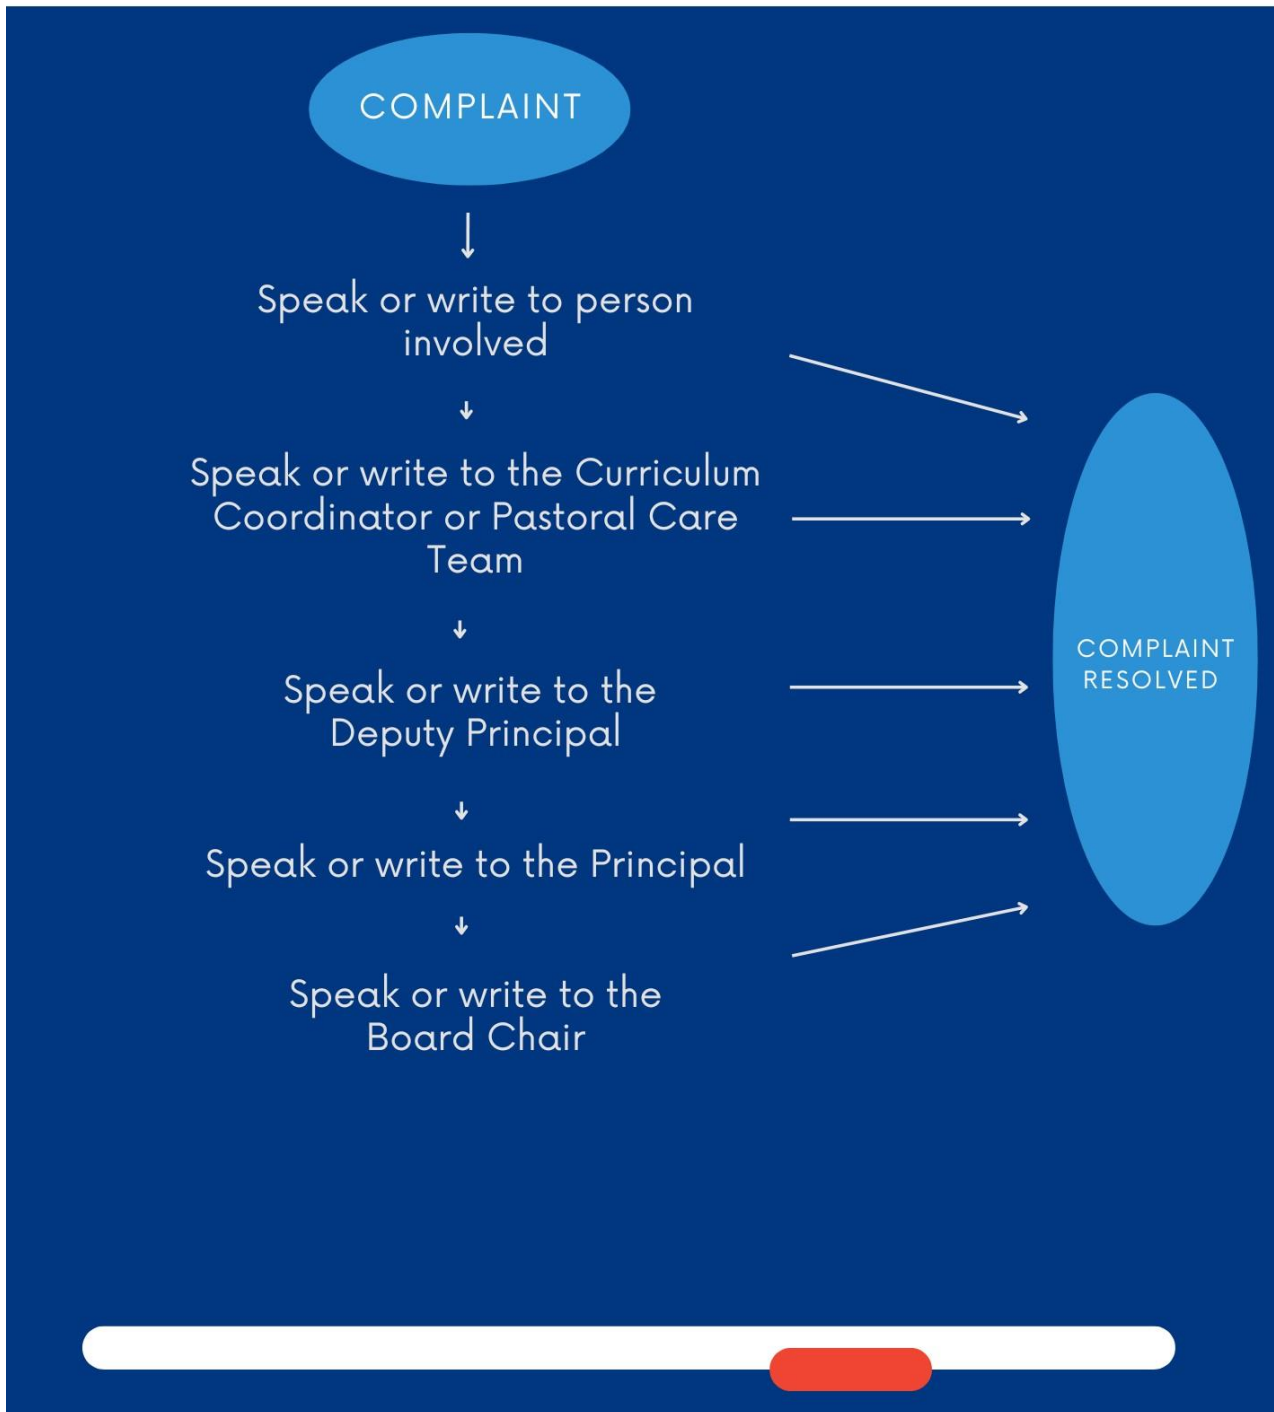 COMPLAINT
Speak or write to person
involved
Speak or write to the Curriculum
Coordinator or Pastoral Care
Team
Speak or write to the
Deputy Principal
Speak or write to the Principal
Speak or write to the
Board Chair
COMPLAINT
RESOLVED